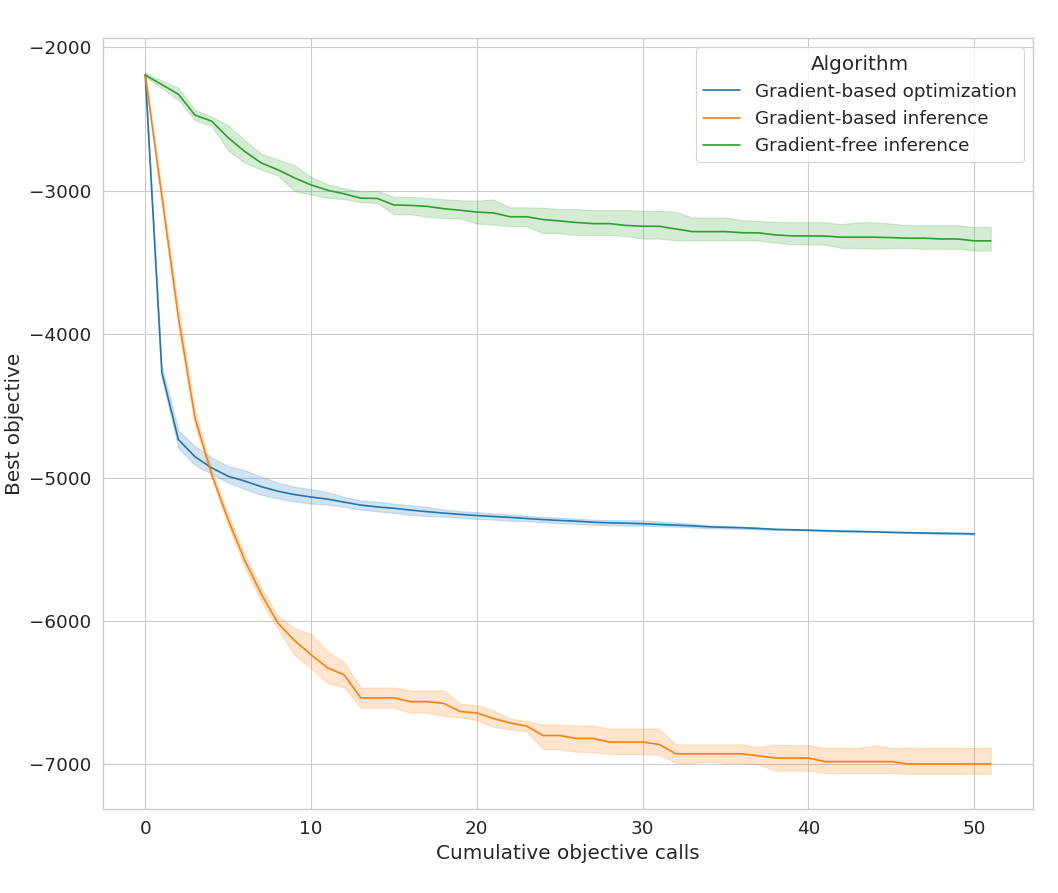 −2000
−3000
−4000
−5000
−6000
−7000
Best objective
0 10 20 30 40 50
Cumulative objective calls
Algorithm
Gradient-based optimization
Gradient-based inference
Gradient-free inference